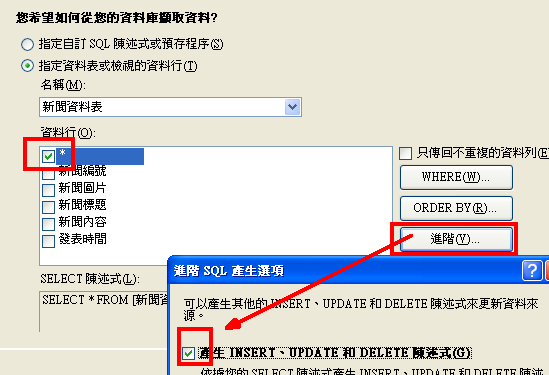 您希望如何從您的資料庫擷取資料?
指定自訂 SQL 陳述式或預存程序(S)
指定資料表或檢視的資料行(T)
名稱(M):
新聞資料表
資料行(O):
*
新聞編號
新聞圖片
新聞標題
新聞內容
發表時間
只傳回不重複的資料列(E
WHERE(W)...
ORDER BY(R)...
進階(V)...
SELECT 陳述式(L):
SELECT * FROM [新聞資
進階 SQL 產生選項
可以產生其他的 INSERT、UPDATE 和 DELETE 陳述式來更新資料來
源。
產生 INSERT、UPDATE 和 DELETE 陳述式(G)
依據您的 SELECT 陳述式產生 INSERT、UPDATE 和 DELETE 陳述